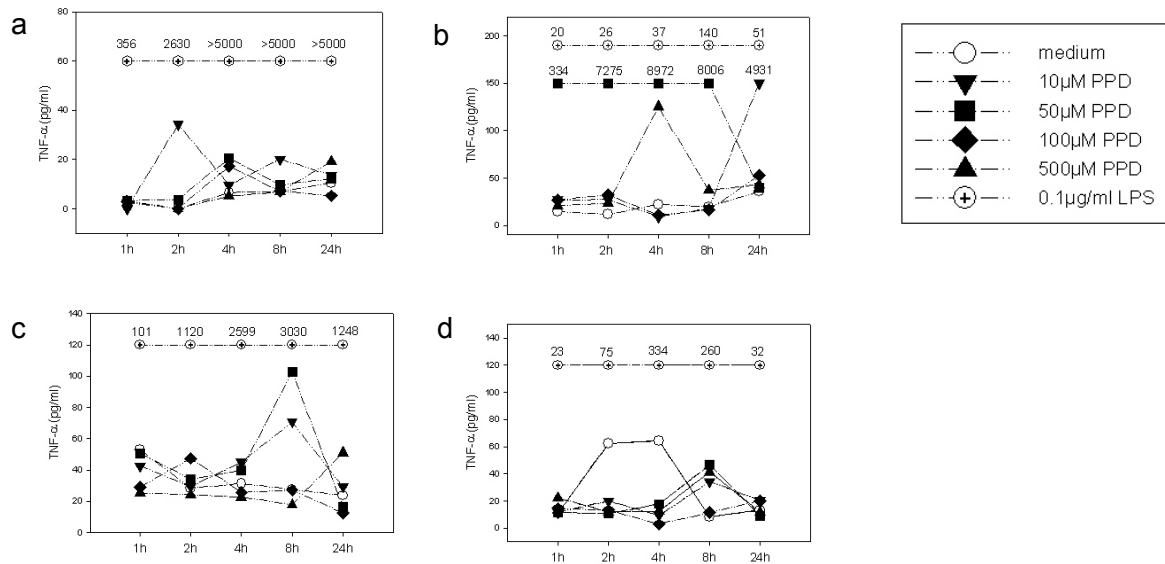 a
80
60
40
20
0
TNF-α (pg/ml)
356 2630 >5000 >5000 >5000
1h 2h 4h 8h 24h
b
200
150
100
50
0
TNF-α (pg/ml)
20 26 37 140 51
334 7275 8972 8006 4931
1h 2h 4h 8h 24h
medium
10µM PPD
50µM PPD
100µM PPD
500µM PPD
0.1µg/ml LPS
c
140
120
100
80
60
40
20
0
TNF-α (pg/ml)
101 1120 2599 3030 1248
1h 2h 4h 8h 24h
d
140
120
100
80
60
40
20
0
TNF-α (pg/ml)
23 75 334 260 32
1h 2h 4h 8h 24h